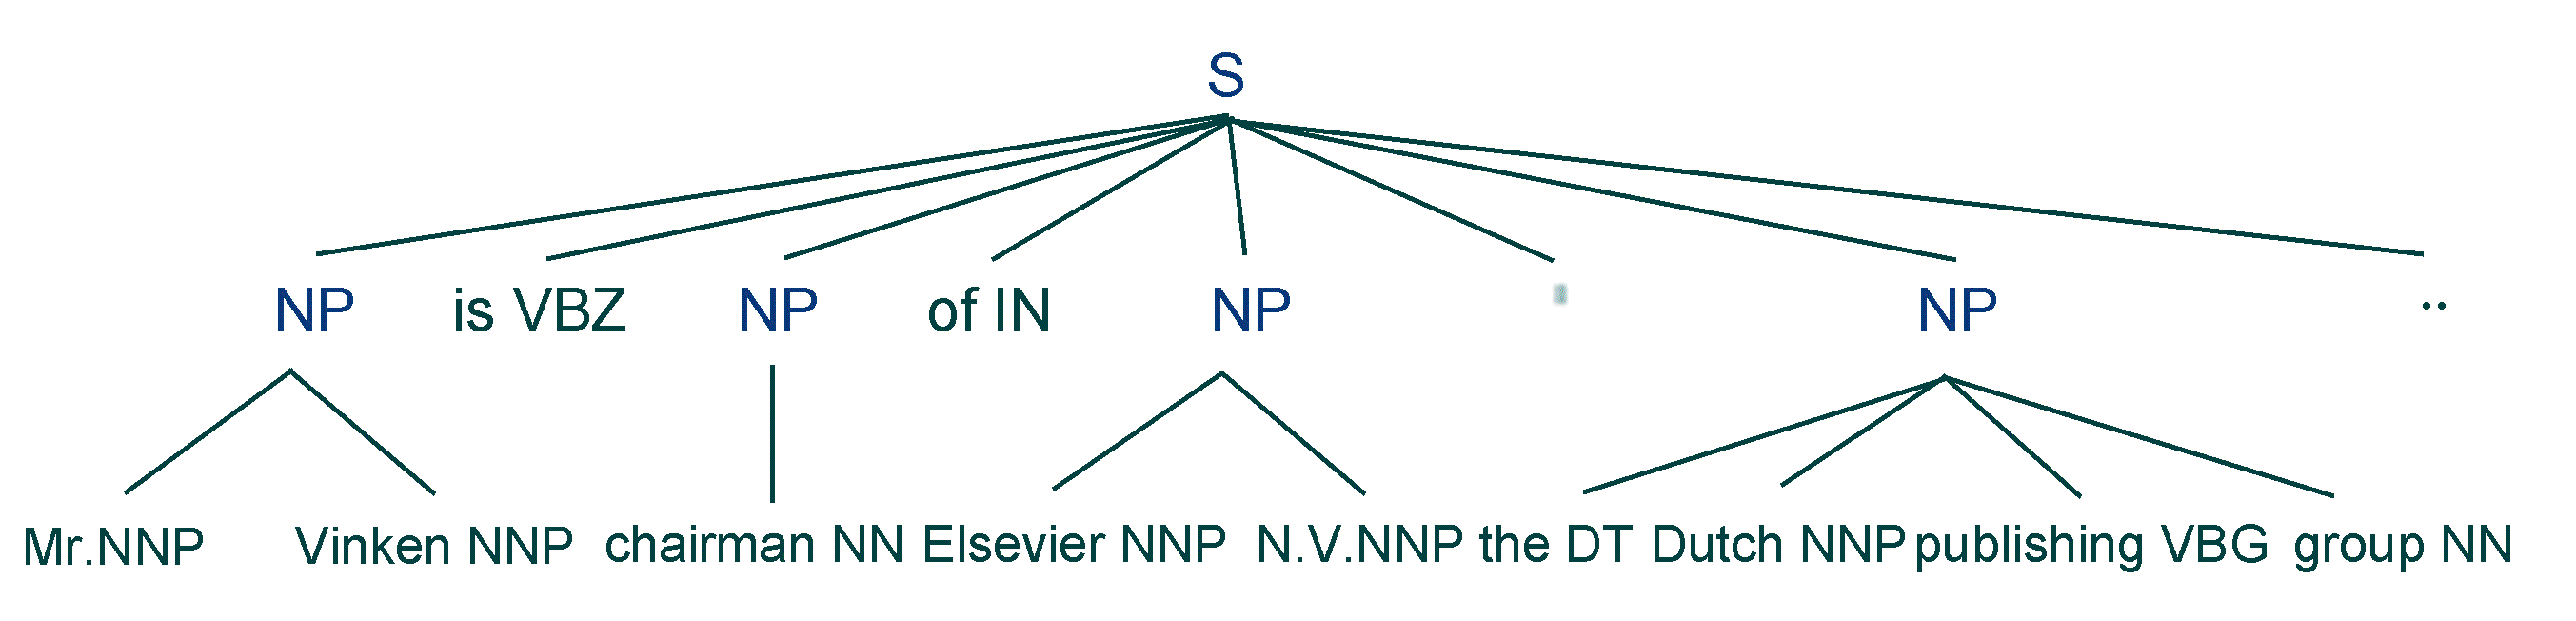 S
NP is VBZ NP of IN NP NP ..
Mr.NNP Vinken NNP chairman NN Elsevier NNP N.V.NNP the DT Dutch NNP publishing VBG group NN